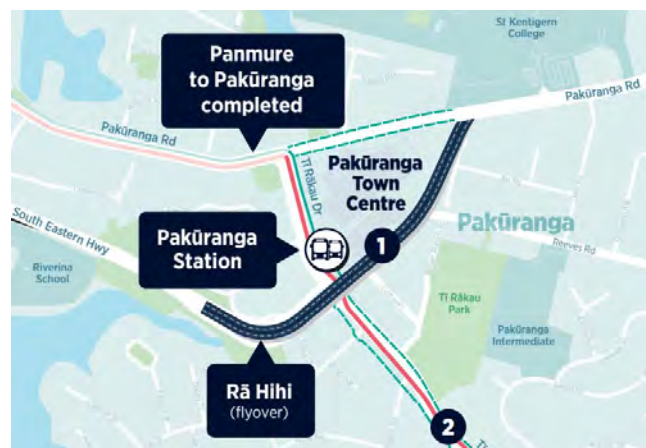 St Kentigern
College
Panmure
to Pakūranga
completed
Pakūranga Rd
Pakūranga Rd
Tī Rākau Dr
Pakūranga
Town
Centre
Pakūranga
South Eastern Hwy
Pakūranga
Station
1
Reeves Rd
Riverina
School
Tī Rākau
Park
Pakūranga
Intermediate
Rā Hihi
(flyover)
2